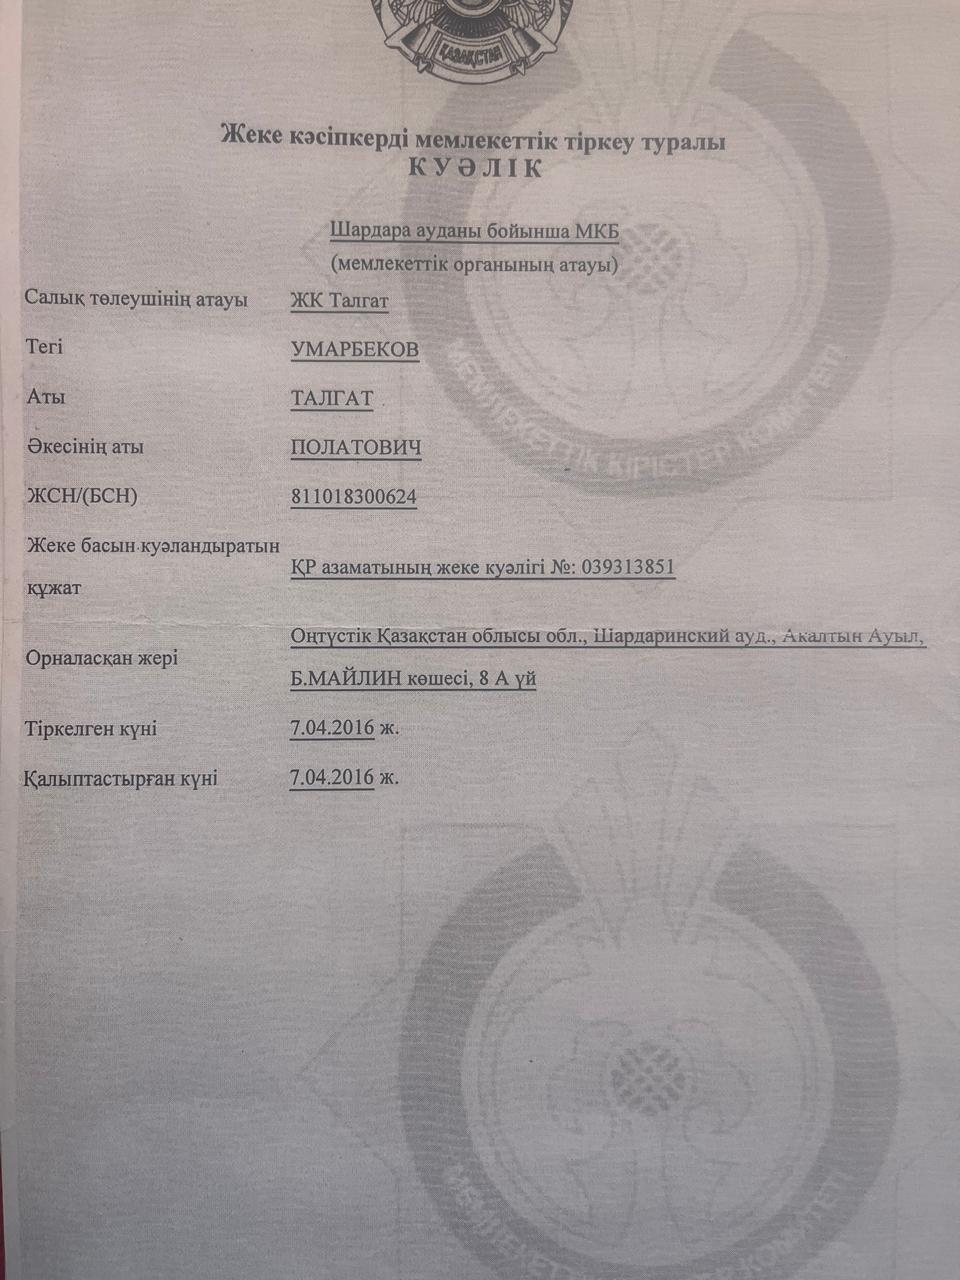 ҚАЗАҚСТАН
Жеке кәсіпкерді мемлекеттік тіркеу туралы
КУӘЛІК
Шардара ауданы бойынша МКБ
(мемлекеттік органының атауы)
Салық төлеушінің атауы ЖК Талгат
Тегі УМАРБЕКОВ
Аты ТАЛГАТ
Әкесінің аты ПОЛАТОВИЧ
ЖСН/(БСН) 811018300624
Жеке басын куәландыратын
құжат ҚР азаматының жеке куәлігі №: 039313851
Орналасқан жері Оңтүстік Қазақстан облысы обл., Шардаринский ауд., Акалтын Ауыл,
Б.МАЙЛИН көшесі, 8 А үй
Тіркелген күні 7.04.2016 ж.
Қалыптастырған күні 7.04.2016 ж.
МЕМЛЕКЕТТІК КІРІСТЕР КОМИТЕТІ
МЕМЛЕКЕТТІК КІРІСТЕР КОМИТЕТІ